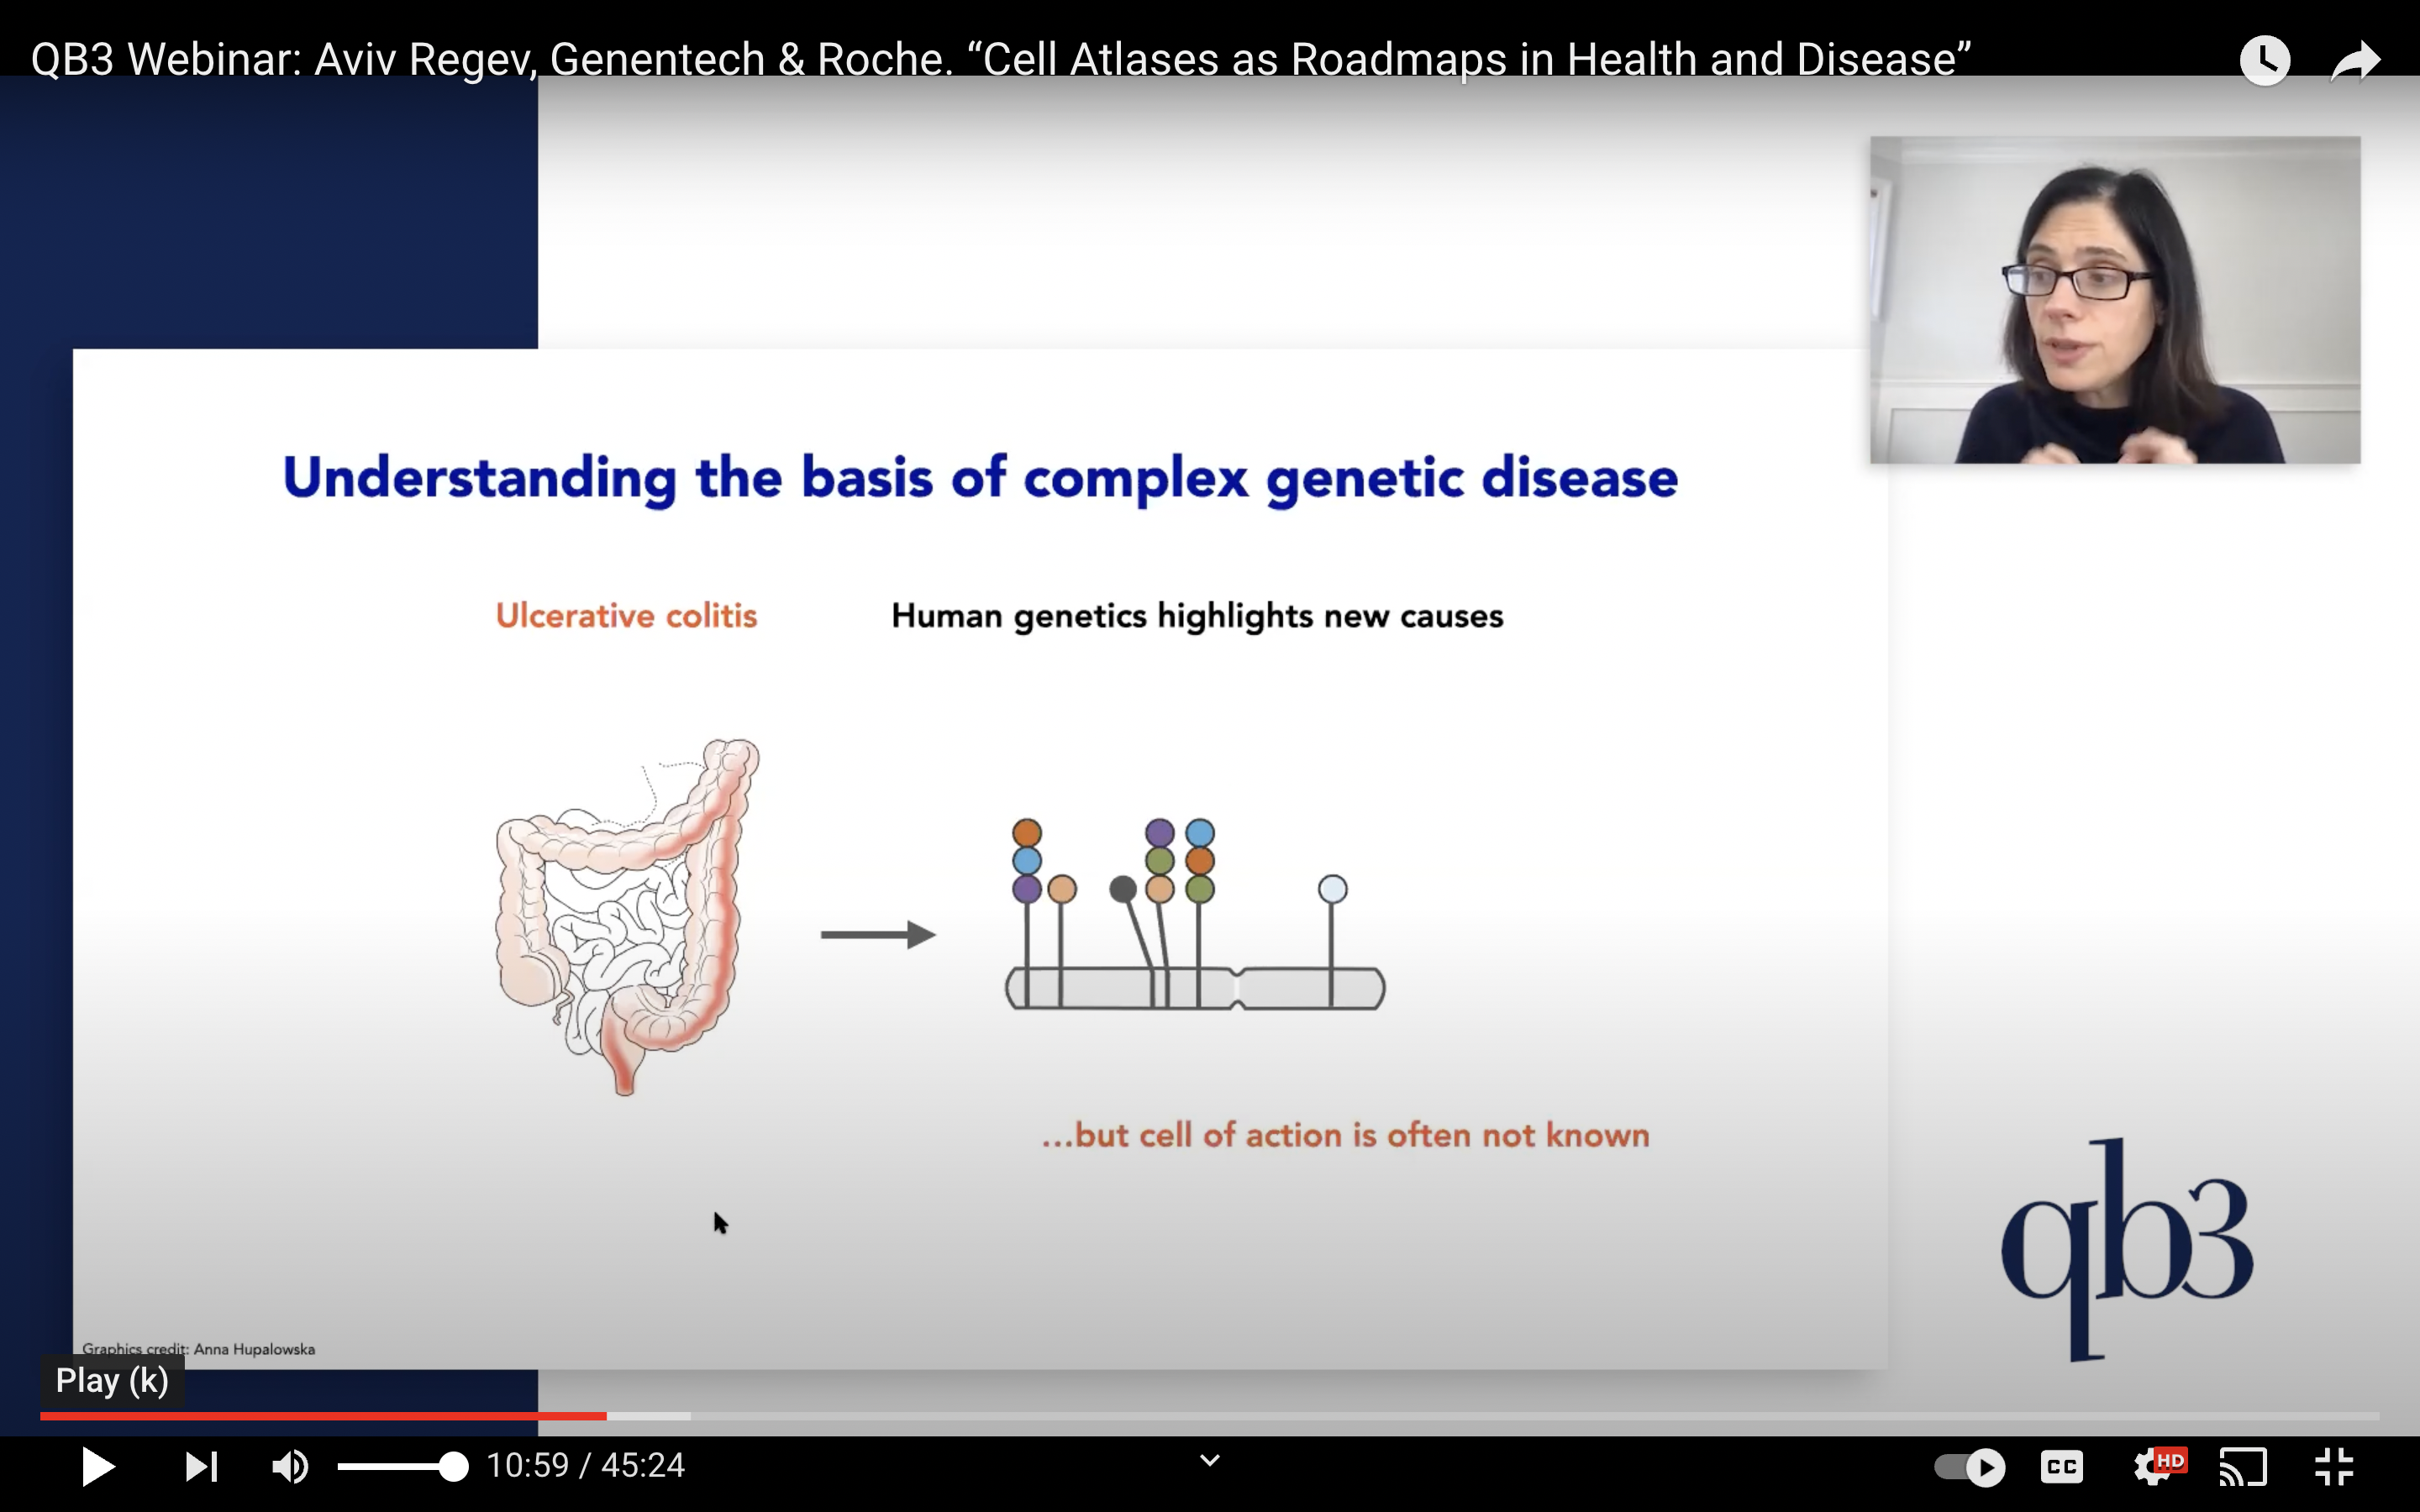 QB3 Webinar: Aviv Regev, Genentech & Roche. “Cell Atlases as Roadmaps in Health and Disease”
Understanding the basis of complex genetic disease
Ulcerative colitis
Human genetics highlights new causes
...but cell of action is often not known
qb3
Graphics credit: Anna Hupalowska
Play (k)
10:59 / 45:24
CC
HD